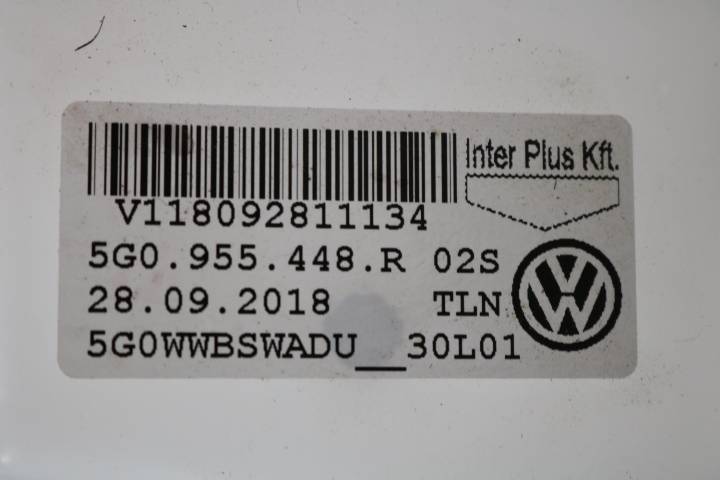 Inter Plus Kft.
V118092811134
5G0.955.448.R 02S
28.09.2018 TLN
5G0WWBSWADU__30L01